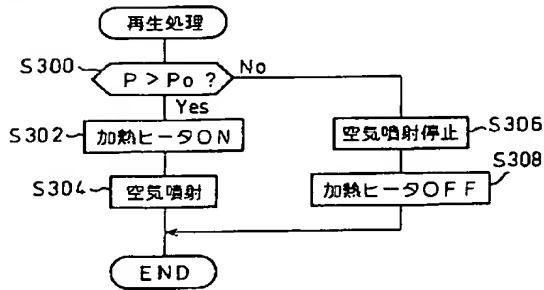 再生処理
S300
P>Po?
No
Yes
S302
加熱ヒータON
空気噴射停止
S306
S304
空気噴射
加熱ヒータOFF
S308
END